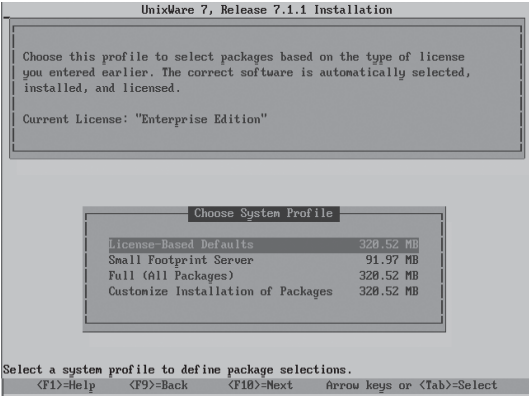 UnixWare 7, Release 7.1.1 Installation
Choose this profile to select packages based on the type of license
you entered earlier. The correct software is automatically selected,
installed, and licensed.
Current License: "Enterprise Edition"
Choose System Profile
License-Based Defaults 320.52 MB
Small Footprint Server 91.97 MB
Full (All Packages) 320.52 MB
Customize Installation of Packages 320.52 MB
Select a system profile to define package selections.
<F1>=Help <F9>=Back <F10>=Next Arrow keys or <Tab>=Select